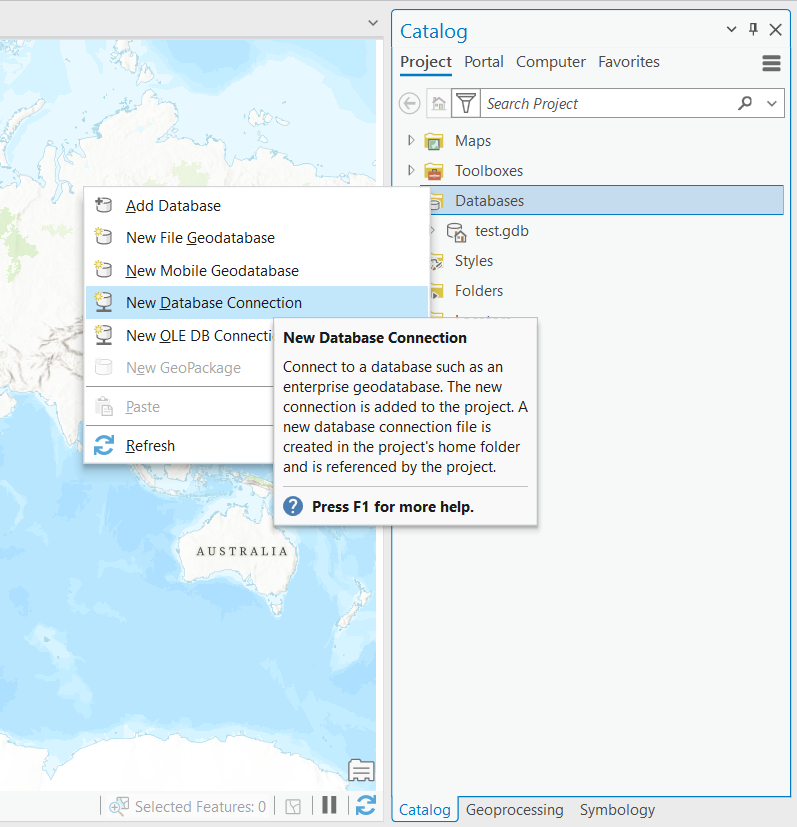 Catalog
Project Portal Computer Favorites
Search Project
Maps
Toolboxes
Databases
test.gdb
Styles
Folders
Add Database
New File Geodatabase
New Mobile Geodatabase
New Database Connection
New OLE DB Connecti
New GeoPackage
Paste
Refresh
New Database Connection
Connect to a database such as an
enterprise geodatabase. The new
connection is added to the project. A
new database connection file is
created in the project's home folder
and is referenced by the project.
Press F1 for more help.
AUSTRALIA
Selected Features: 0
Catalog Geoprocessing Symbology